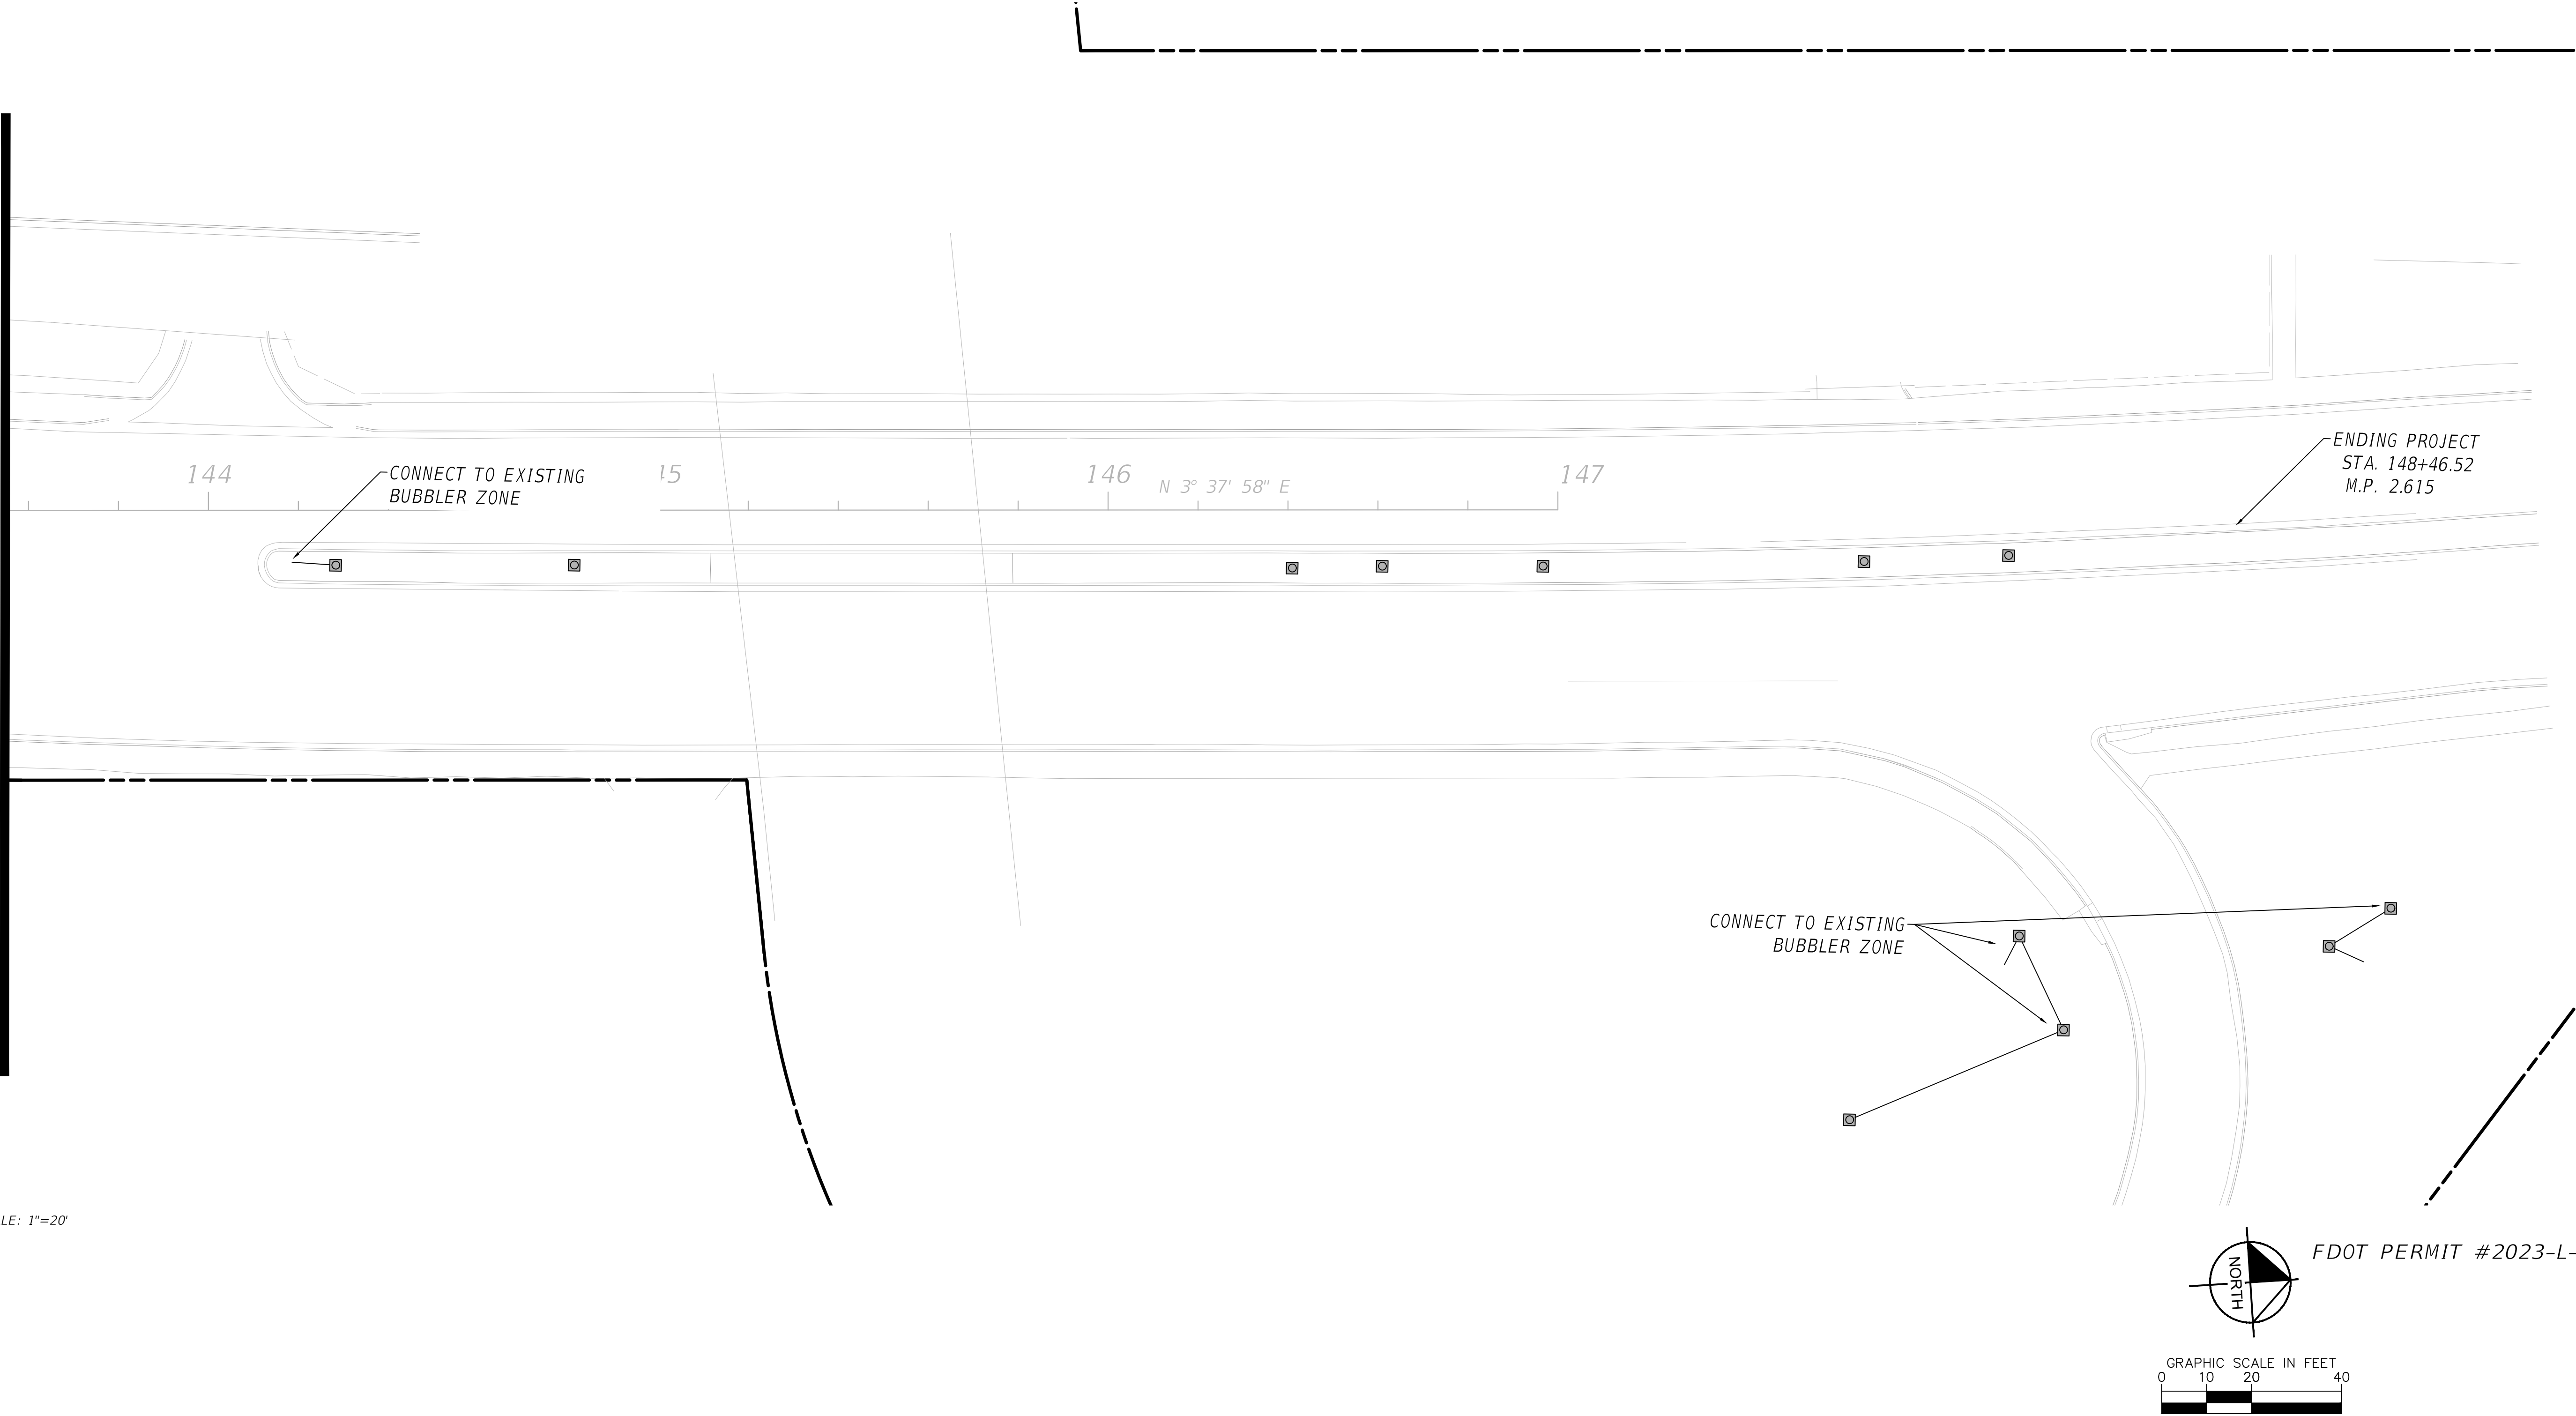 ENDING PROJECT
STA. 148+46.52
M.P. 2.615
144
CONNECT TO EXISTING
BUBBLER ZONE
146
N 3° 37' 58" E
147
CONNECT TO EXISTING
BUBBLER ZONE
LE: 1"=20'
NORTH
FDOT PERMIT #2023-L-
GRAPHIC SCALE IN FEET
0 10 20 40